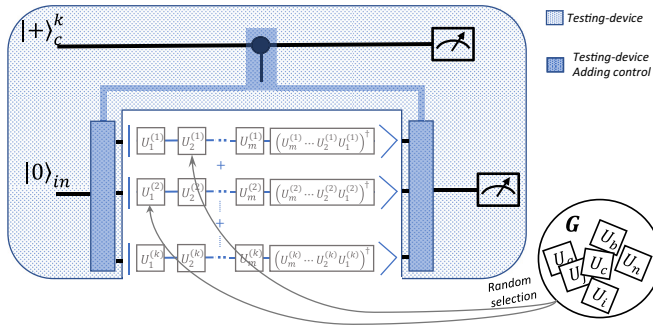 |+⟩_c^k
Testing-device
Testing-device
Adding control
U_1^{(1)} U_2^{(1)} ··· U_m^{(1)} (U_m^{(1)} ··· U_2^{(1)} U_1^{(1)})^†
+
|0⟩_{in}
U_1^{(2)} U_2^{(2)} ··· U_m^{(2)} (U_m^{(2)} ··· U_2^{(2)} U_1^{(2)})^†
+
U_1^{(k)} U_2^{(k)} ··· U_m^{(k)} (U_m^{(k)} ··· U_2^{(k)} U_1^{(k)})^†
G
U_b
U_a U_c U_n
U_i
Random
selection